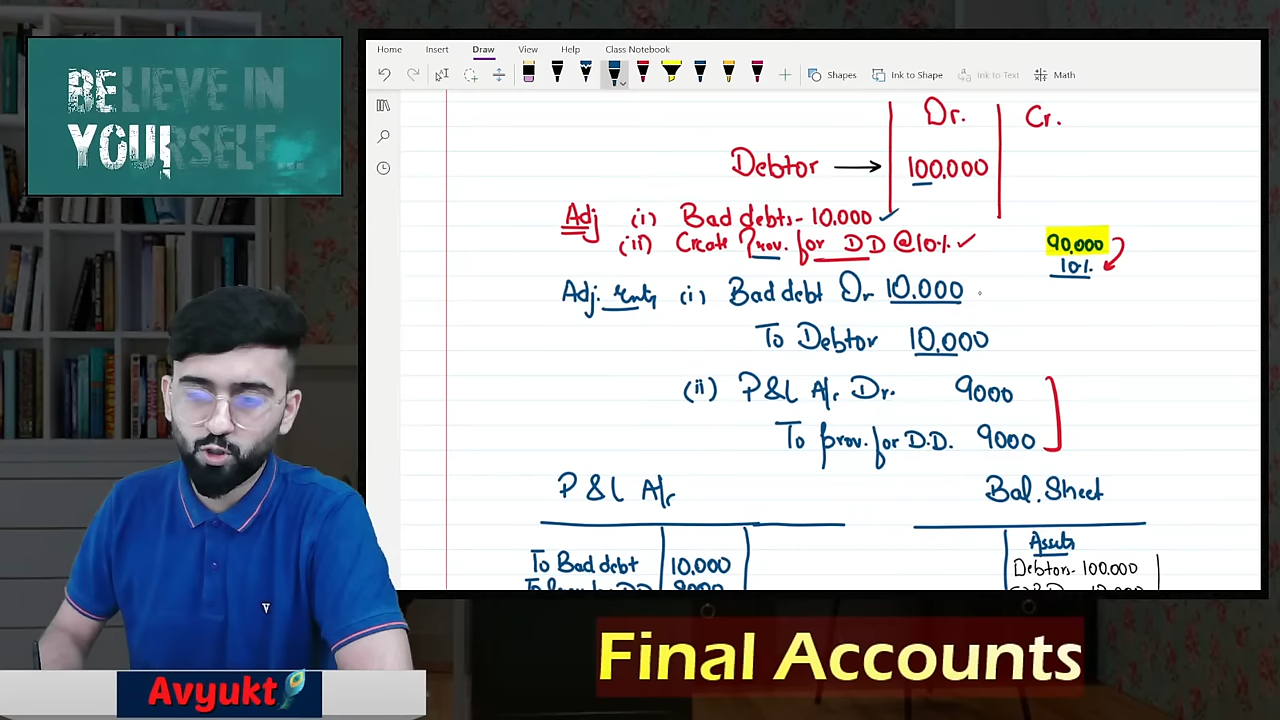 BELIEVE IN
YOURSELF...
Home Insert Draw View Help Class Notebook
Shapes Ink to Shape Ink to Text Math
Dr. Cr.
Debtor → 100,000
Adj (i) Bad debts - 10,000 ✓
(ii) Create Prov. for DD @10% ✓
90,000
10%
Adj. entry (i) Bad debt Dr 10,000
To Debtor 10,000
(ii) P&L A/c Dr. 9000
To prov. for D.D. 9000
P & L A/c Bal. Sheet
Assets
To Bad debt 10,000
Debtors - 100,000
Final Accounts
Avyukt